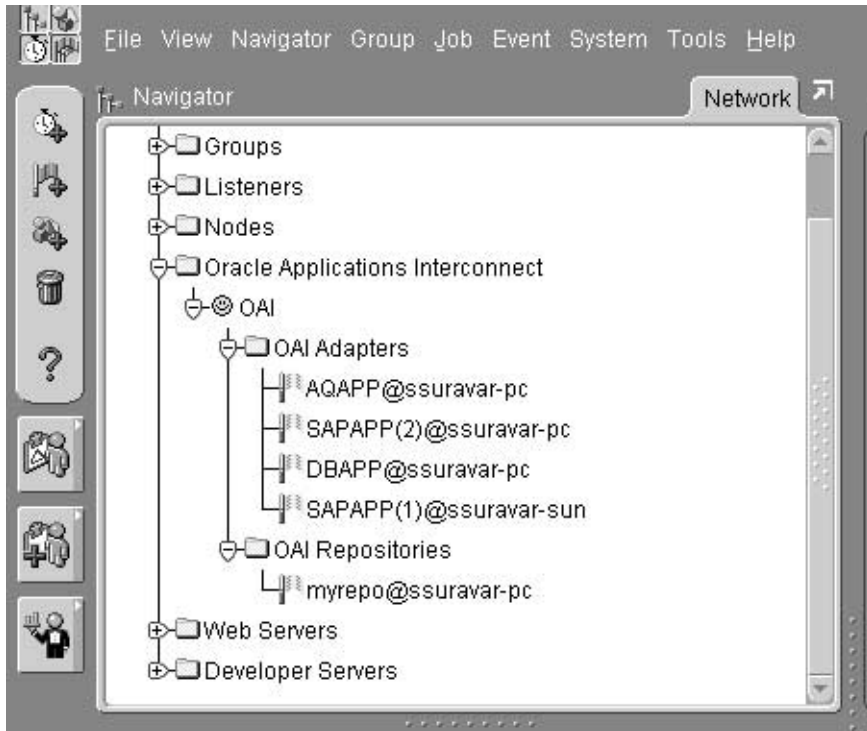 File View Navigator Group Job Event System Tools Help
Navigator
Network
Groups
Listeners
Nodes
Oracle Applications Interconnect
OAI
OAI Adapters
AQAPP@ssuravar-pc
SAPAPP(2)@ssuravar-pc
DBAPP@ssuravar-pc
SAPAPP(1)@ssuravar-sun
OAI Repositories
myrepo@ssuravar-pc
Web Servers
Developer Servers
?